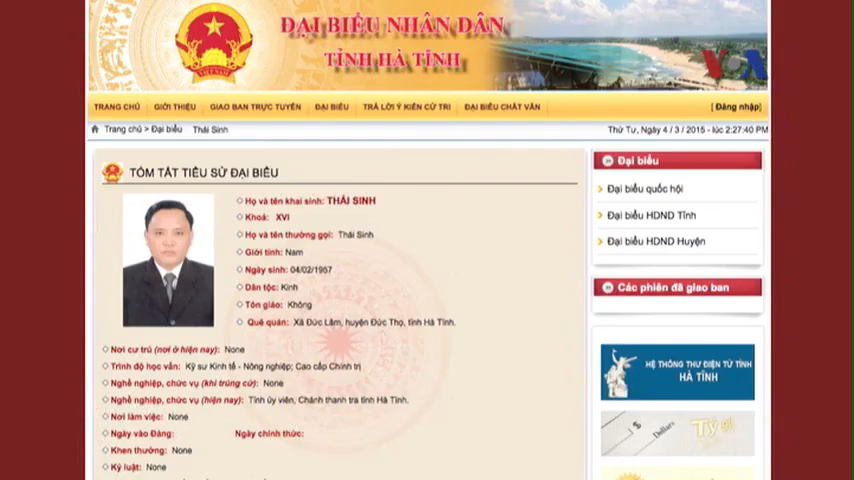 ĐẠI BIỂU NHÂN DÂN
TỈNH HÀ TĨNH
VIỆT NAM
VOA
TRANG CHỦ GIỚI THIỆU GIAO BAN TRỰC TUYẾN ĐẠI BIỂU TRẢ LỜI Ý KIẾN CỬ TRI ĐẠI BIỂU CHẤT VẤN [ Đăng nhập]
Trang chủ > Đại biểu Thái Sinh Thứ Tư, Ngày 4 / 3 / 2015 - lúc 2:27:40 PM
TÓM TẮT TIỂU SỬ ĐẠI BIỂU
Họ và tên khai sinh: THÁI SINH
Khoá: XVI
Họ và tên thường gọi: Thái Sinh
Giới tính: Nam
Ngày sinh: 04/02/1957
Dân tộc: Kinh
Tôn giáo: Không
Quê quán: Xã Đức Lâm, huyện Đức Thọ, tỉnh Hà Tĩnh.
Nơi cư trú (nơi ở hiện nay): None
Trình độ học vấn: Kỹ sư Kinh tế - Nông nghiệp; Cao cấp Chính trị
Nghề nghiệp, chức vụ (khi trúng cử): None
Nghề nghiệp, chức vụ (hiện nay): Tỉnh ủy viên, Chánh thanh tra tỉnh Hà Tĩnh.
Nơi làm việc: None
Ngày vào Đảng: Ngày chính thức:
Khen thưởng: None
Kỷ luật: None
Đại biểu
Đại biểu quốc hội
Đại biểu HDND Tỉnh
Đại biểu HDND Huyện
Các phiên đã giao ban
HỆ THỐNG THƯ ĐIỆN TỬ TỈNH
HÀ TĨNH
$
Dollars
Tỷ giá